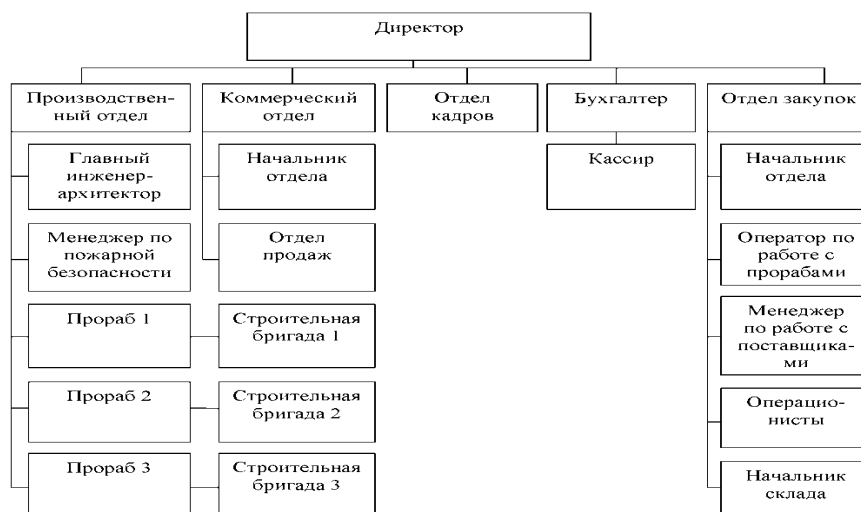 Директор
Производствен-
ный отдел
Коммерческий
отдел
Отдел
кадров
Бухгалтер
Отдел закупок
Главный
инженер-
архитектор
Начальник
отдела
Кассир
Начальник
отдела
Менеджер по
пожарной
безопасности
Отдел
продаж
Оператор по
работе с
прорабами
Прораб 1
Строительная
бригада 1
Менеджер
по работе с
поставщика-
ми
Прораб 2
Строительная
бригада 2
Операцио-
нисты
Прораб 3
Строительная
бригада 3
Начальник
склада